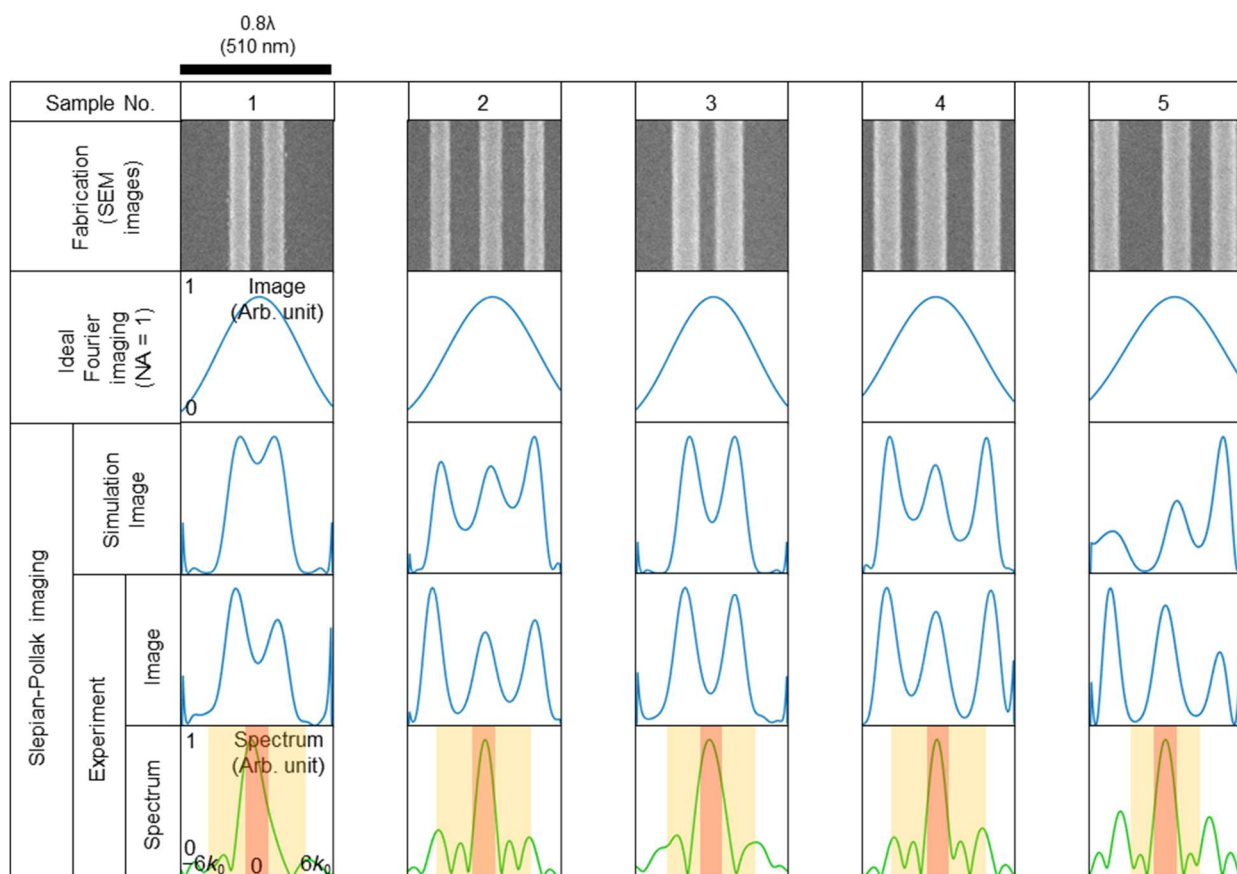 0.8λ
(510 nm)
Sample No.
1
2
3
4
5
Fabrication
(SEM
images)
Ideal
Fourier
imaging
(NA = 1)
1
Image
(Arb. unit)
0
Slepian-Pollak imaging
Simulation
Image
Experiment
Image
Spectrum
1
Spectrum
(Arb. unit)
0
−6k₀
0
6k₀